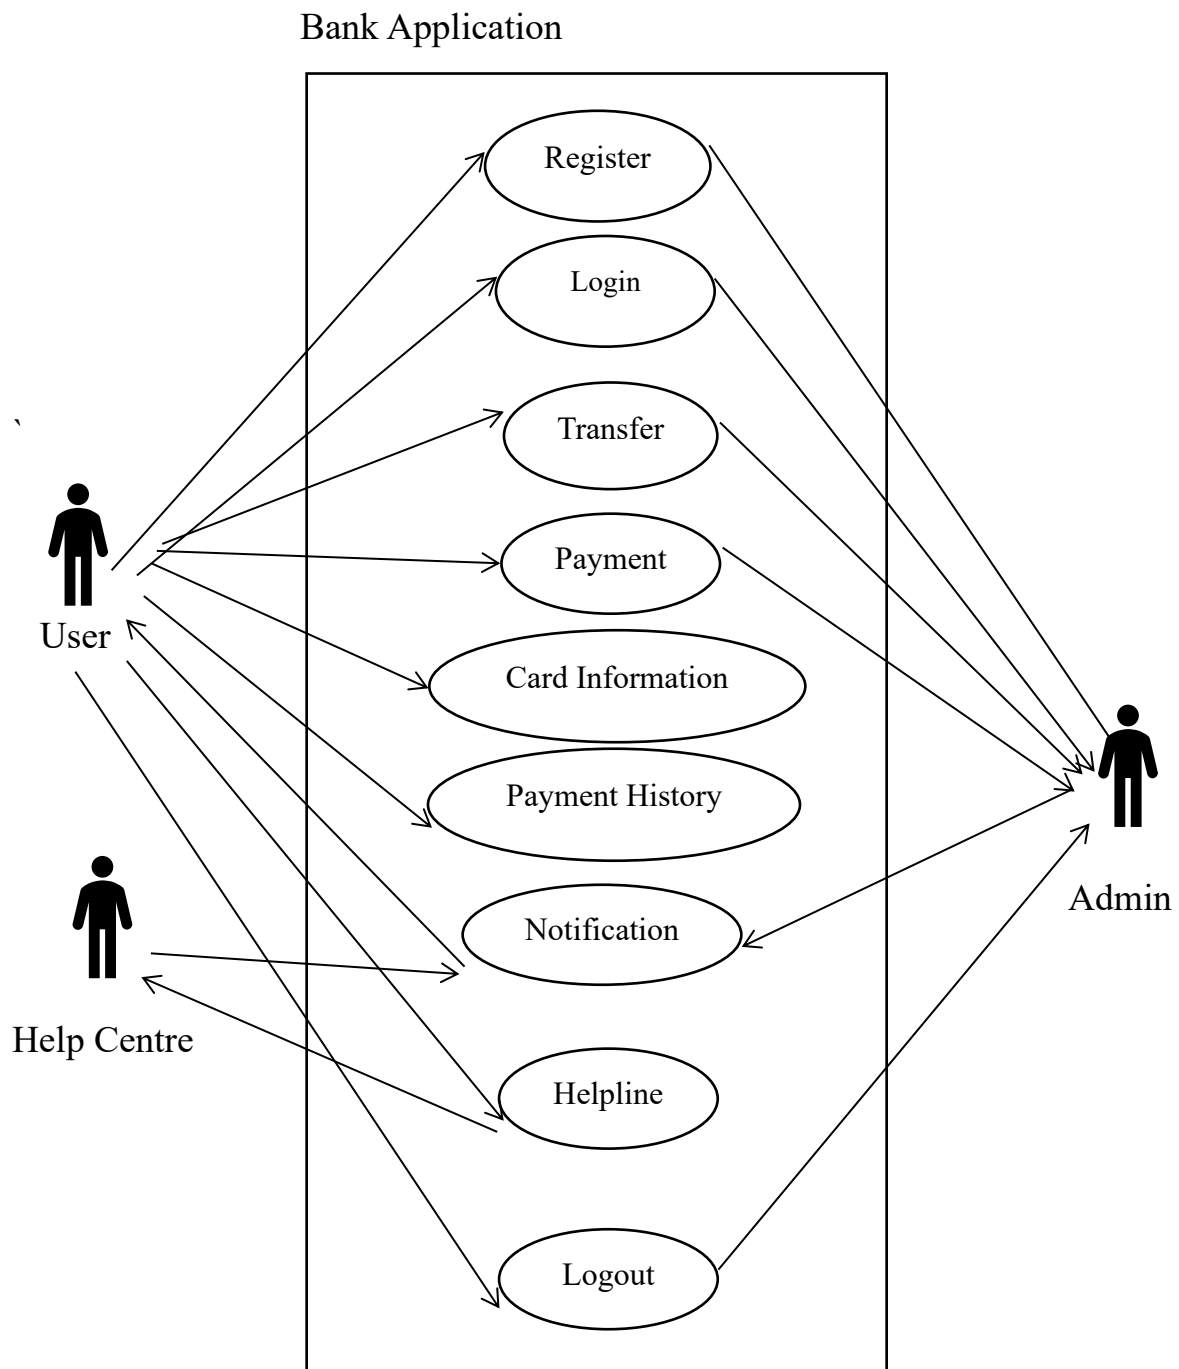 Bank Application
Register
Login
Transfer
`
Payment
User
Card Information
Payment History
Admin
Notification
Help Centre
Helpline
Logout